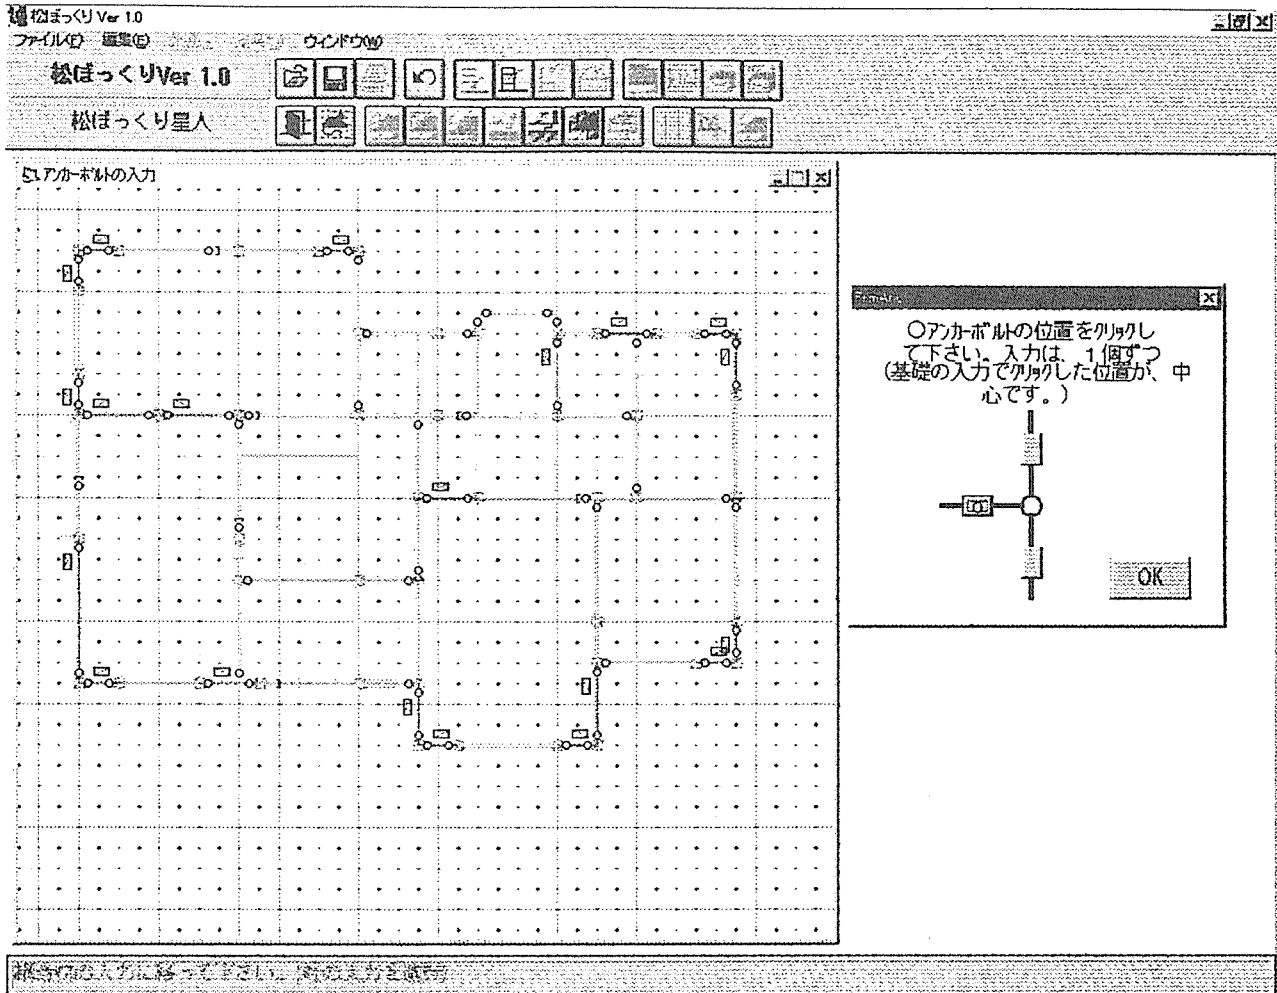 松ぼっくり Ver 1.0
ファイル(F) 編集(E) ウィンドウ(W)
松ぼっくりVer 1.0
松ぼっくり星人
アンカーボルトの入力
○アンカーボルトの位置をクリックし
て下さい。入力は、1個ずつ
(基礎の入力でクリックした位置が、中
心です。)
OK